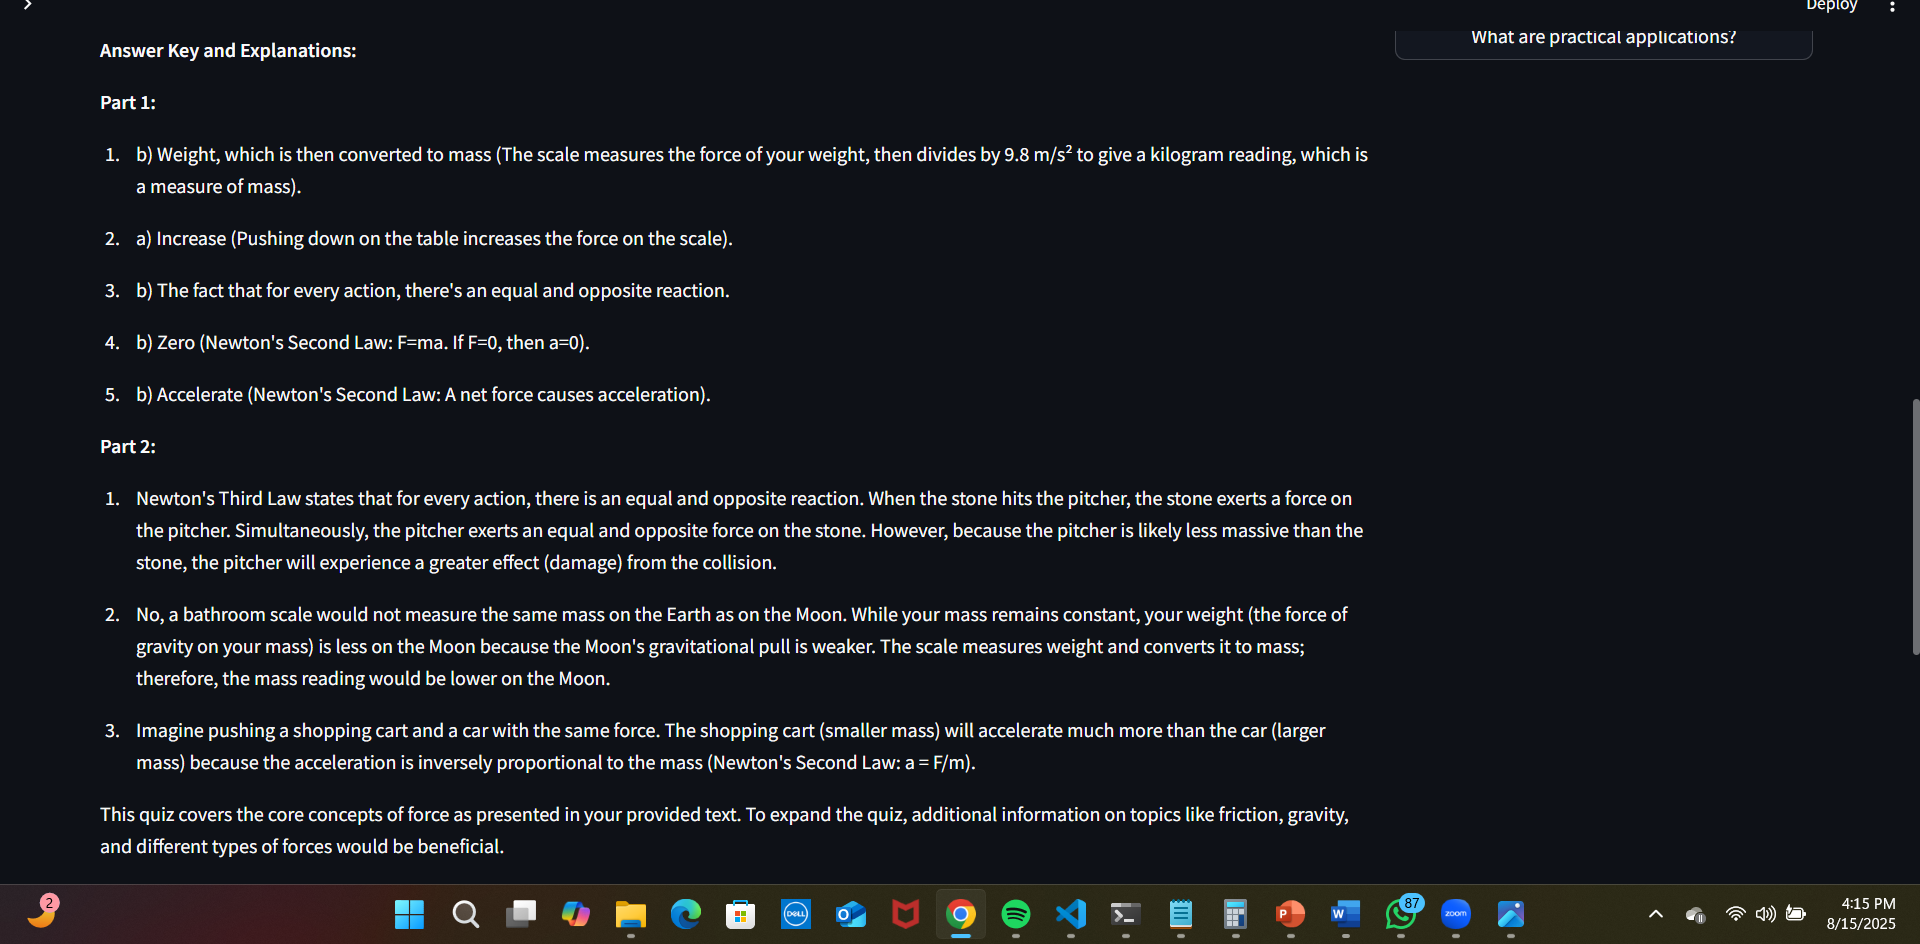 Deploy
What are practical applications?
Answer Key and Explanations:
Part 1:
1. b) Weight, which is then converted to mass (The scale measures the force of your weight, then divides by 9.8 m/s² to give a kilogram reading, which is
a measure of mass).
2. a) Increase (Pushing down on the table increases the force on the scale).
3. b) The fact that for every action, there's an equal and opposite reaction.
4. b) Zero (Newton's Second Law: F=ma. If F=0, then a=0).
5. b) Accelerate (Newton's Second Law: A net force causes acceleration).
Part 2:
1. Newton's Third Law states that for every action, there is an equal and opposite reaction. When the stone hits the pitcher, the stone exerts a force on
the pitcher. Simultaneously, the pitcher exerts an equal and opposite force on the stone. However, because the pitcher is likely less massive than the
stone, the pitcher will experience a greater effect (damage) from the collision.
2. No, a bathroom scale would not measure the same mass on the Earth as on the Moon. While your mass remains constant, your weight (the force of
gravity on your mass) is less on the Moon because the Moon's gravitational pull is weaker. The scale measures weight and converts it to mass;
therefore, the mass reading would be lower on the Moon.
3. Imagine pushing a shopping cart and a car with the same force. The shopping cart (smaller mass) will accelerate much more than the car (larger
mass) because the acceleration is inversely proportional to the mass (Newton's Second Law: a = F/m).
This quiz covers the core concepts of force as presented in your provided text. To expand the quiz, additional information on topics like friction, gravity,
and different types of forces would be beneficial.
2
DELL
O
P
W
87
zoom
4:15 PM
8/15/2025